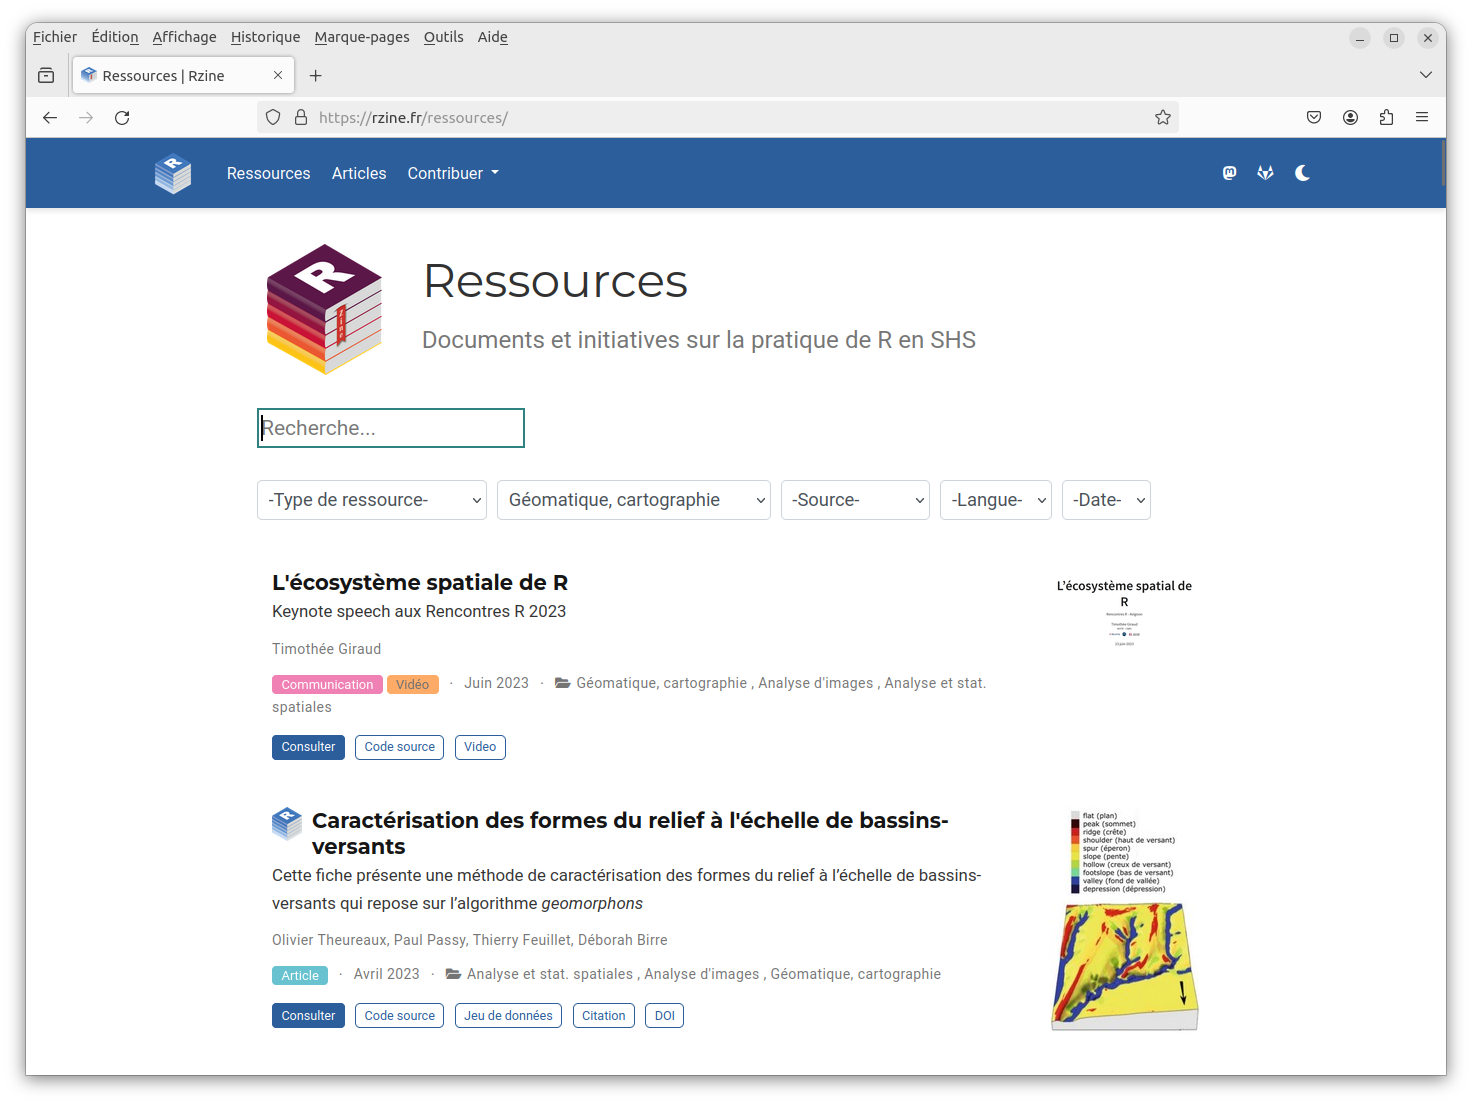 Fichier Édition Affichage Historique Marque-pages Outils Aide
Ressources | Rzine
https://rzine.fr/ressources/
Ressources Articles Contribuer
Ressources
Documents et initiatives sur la pratique de R en SHS
Recherche...
-Type de ressource- Géomatique, cartographie -Source- -Langue- -Date-
L'écosystème spatiale de R
Keynote speech aux Rencontres R 2023
Timothée Giraud
Communication Vidéo · Juin 2023 · Géomatique, cartographie , Analyse d'images , Analyse et stat.
spatiales
Consulter Code source Video
L'écosystème spatial de
R
Rencontres R - Avignon
Timothée Giraud
Caractérisation des formes du relief à l'échelle de bassins-
versants
Cette fiche présente une méthode de caractérisation des formes du relief à l’échelle de bassins-
versants qui repose sur l’algorithme geomorphons
Olivier Theureaux, Paul Passy, Thierry Feuillet, Déborah Birre
Article · Avril 2023 · Analyse et stat. spatiales , Analyse d'images , Géomatique, cartographie
Consulter Code source Jeu de données Citation DOI
flat (plan)
peak (sommet)
ridge (crête)
shoulder (haut de versant)
spur (éperon)
slope (pente)
hollow (creux de versant)
footslope (bas de versant)
valley (fond de vallée)
depression (dépression)